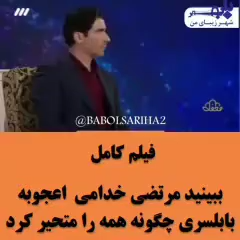 شهر زیبای من
@BABOLSARIHA2
فیلم کامل
ببینید مرتضی خدامی اعجوبه
بابلسری چگونه همه را متحیر کرد